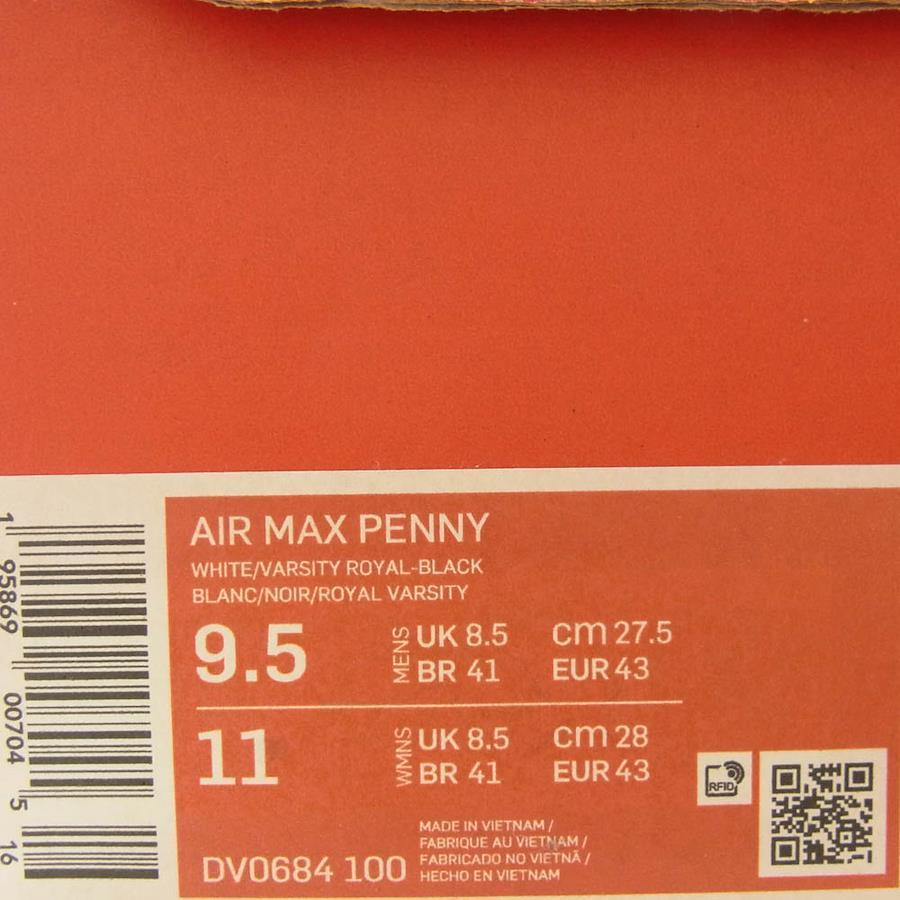 AIR MAX PENNY
WHITE/VARSITY ROYAL-BLACK
BLANC/NOIR/ROYAL VARSITY
9.5 MENS UK 8.5 cm 27.5
BR 41 EUR 43
11 WMNS UK 8.5 cm 28
BR 41 EUR 43
RFID
MADE IN VIETNAM /
FABRIQUE AU VIETNAM /
FABRICADO NO VIETNÃ /
HECHO EN VIETNAM
DV0684 100
1 95869 00704 5 16